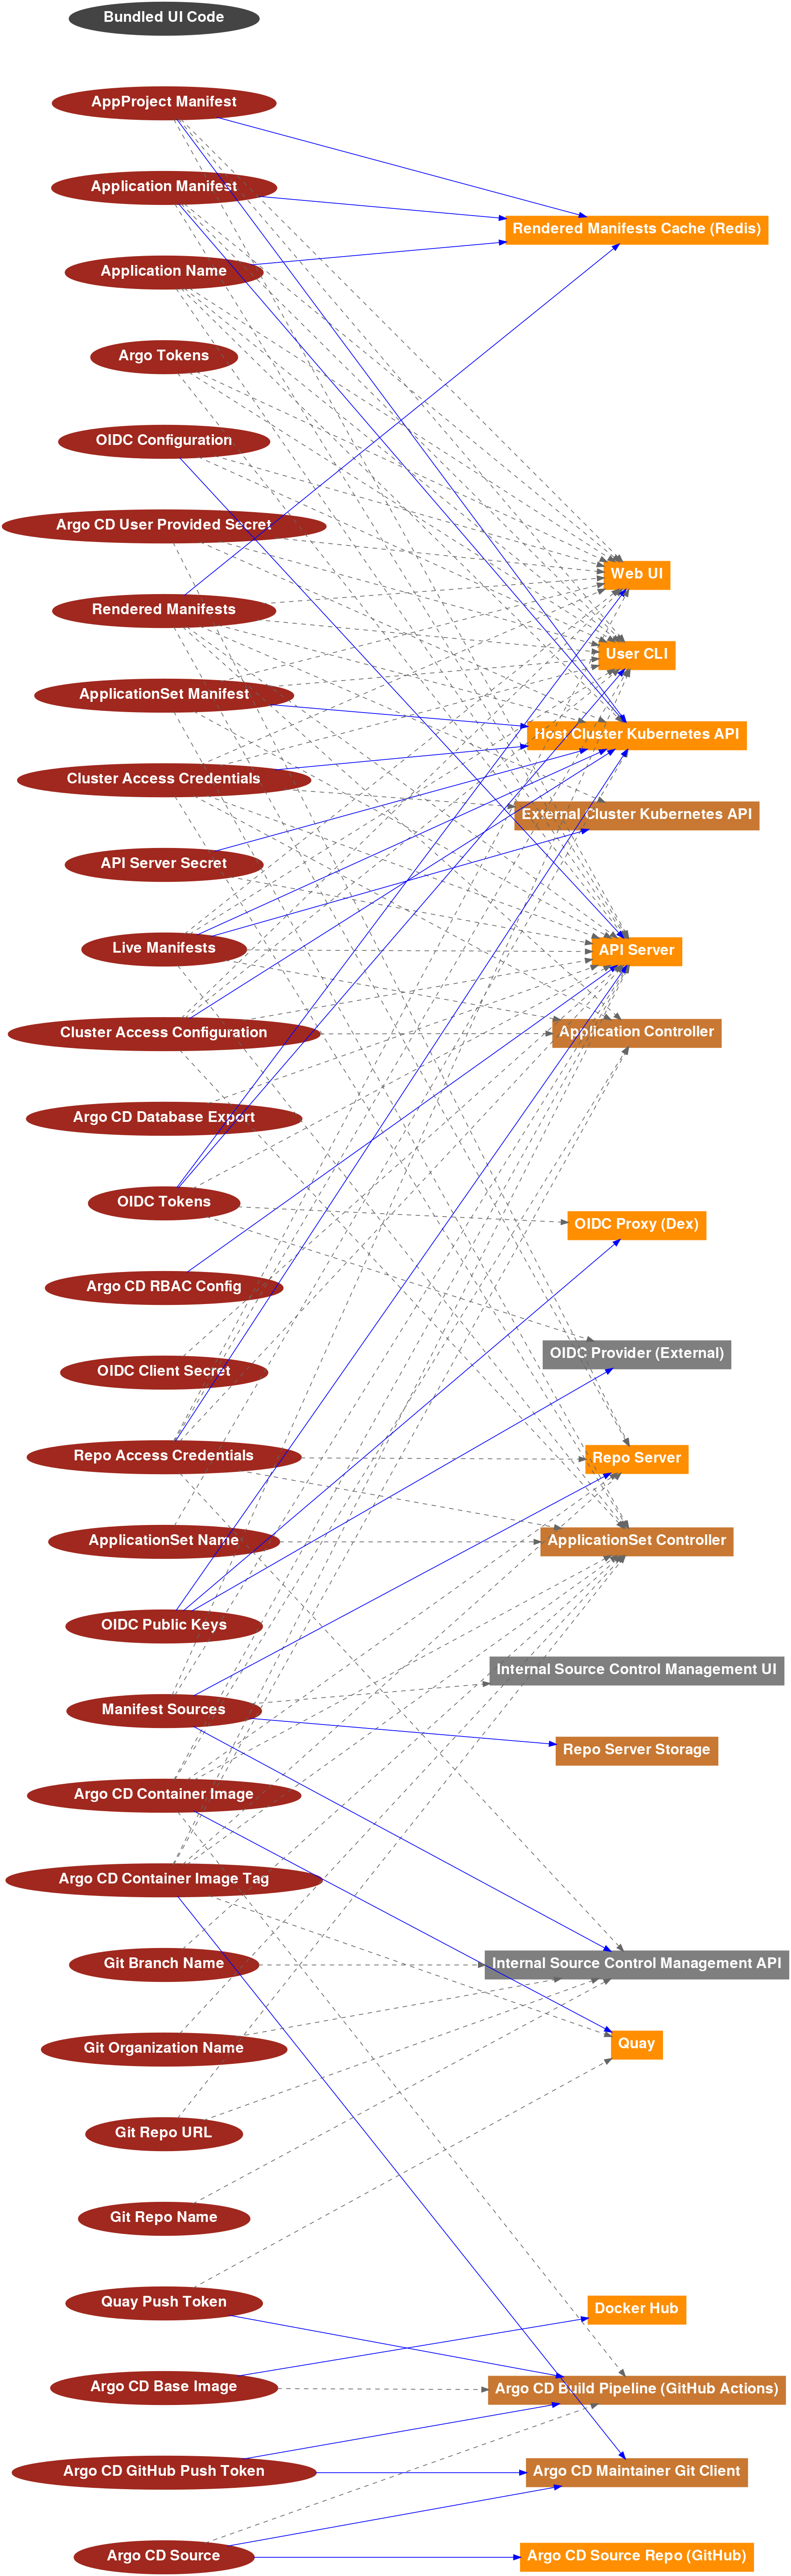 Bundled UI Code
AppProject Manifest
Application Manifest
Rendered Manifests Cache (Redis)
Application Name
Argo Tokens
OIDC Configuration
Argo CD User Provided Secret
Web UI
Rendered Manifests
User CLI
ApplicationSet Manifest
Host Cluster Kubernetes API
Cluster Access Credentials
External Cluster Kubernetes API
API Server Secret
Live Manifests
API Server
Cluster Access Configuration
Application Controller
Argo CD Database Export
OIDC Tokens
OIDC Proxy (Dex)
Argo CD RBAC Config
OIDC Provider (External)
OIDC Client Secret
Repo Access Credentials
Repo Server
ApplicationSet Name
ApplicationSet Controller
OIDC Public Keys
Internal Source Control Management UI
Manifest Sources
Repo Server Storage
Argo CD Container Image
Argo CD Container Image Tag
Git Branch Name
Internal Source Control Management API
Quay
Git Organization Name
Git Repo URL
Git Repo Name
Quay Push Token
Docker Hub
Argo CD Base Image
Argo CD Build Pipeline (GitHub Actions)
Argo CD GitHub Push Token
Argo CD Maintainer Git Client
Argo CD Source
Argo CD Source Repo (GitHub)